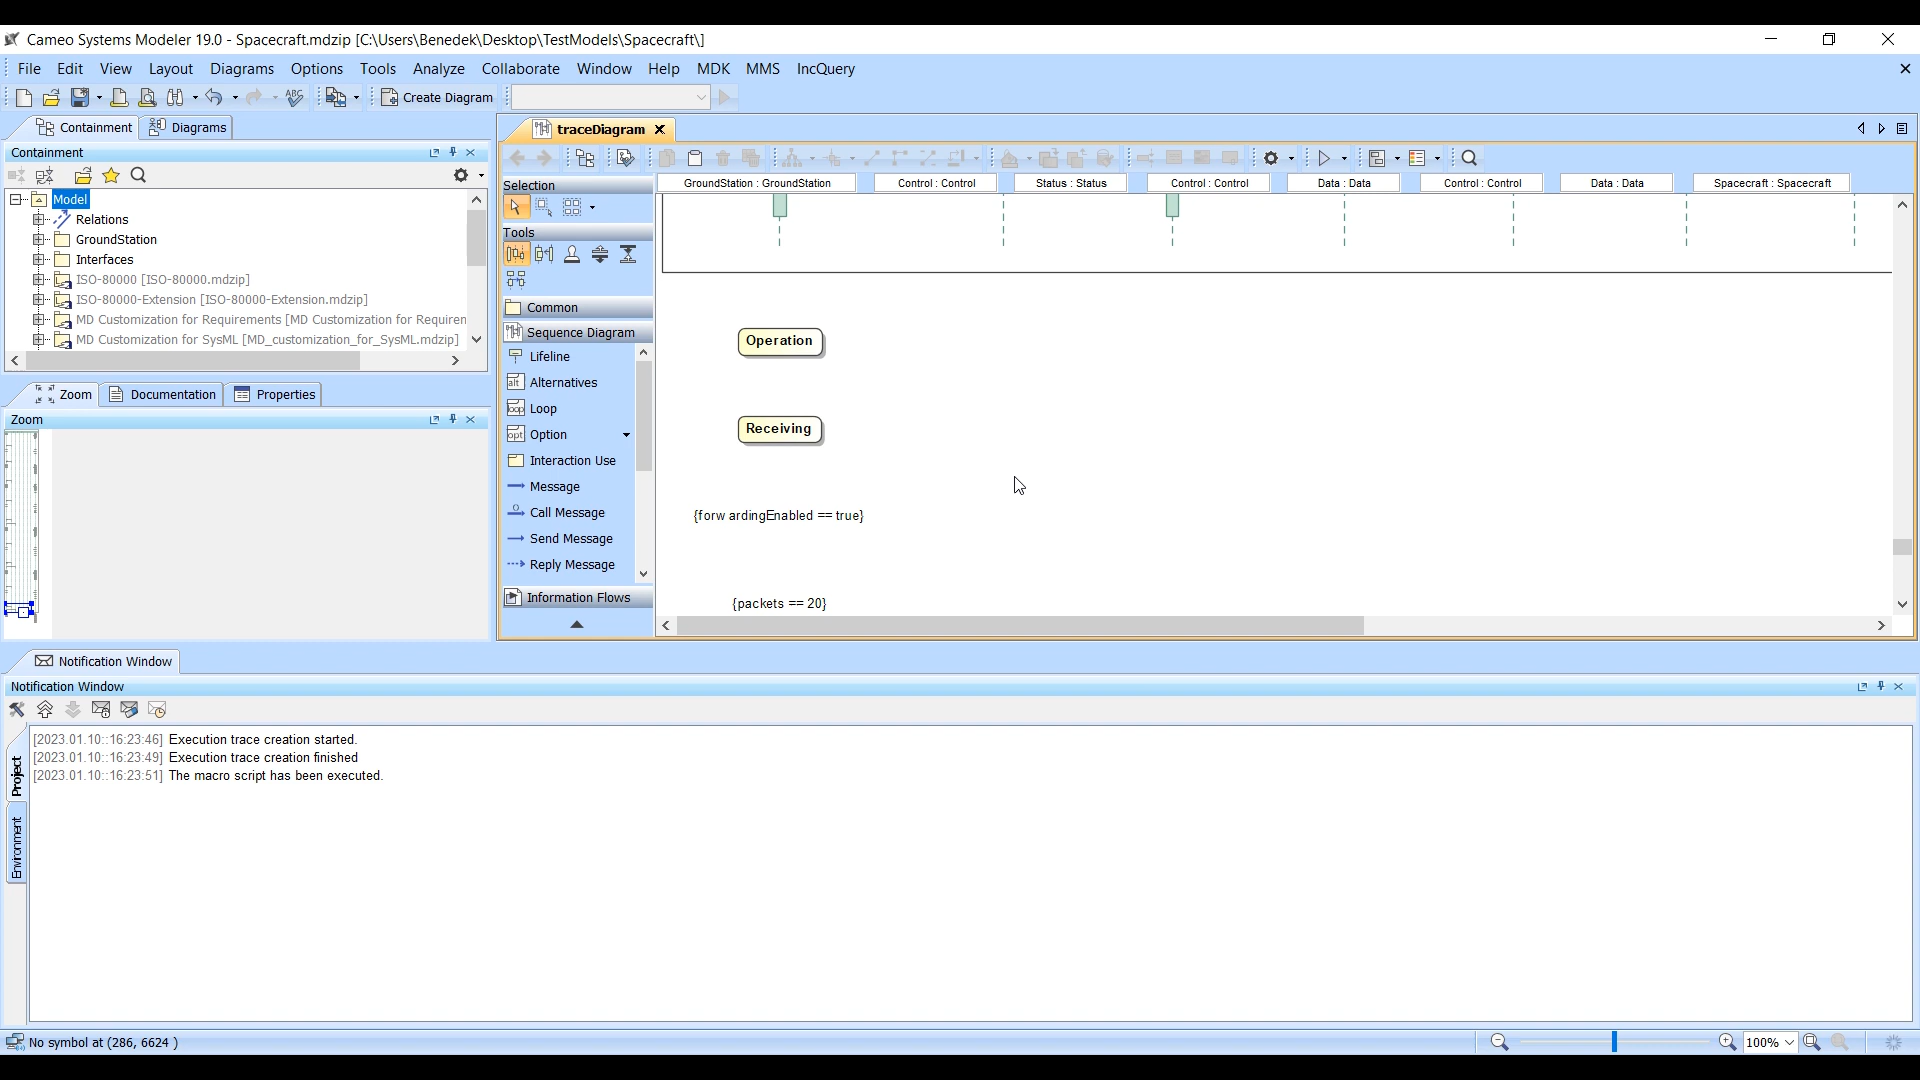 Cameo Systems Modeler 19.0 - Spacecraft.mdzip [C:\Users\Benedek\Desktop\TestModels\Spacecraft\]
File Edit View Layout Diagrams Options Tools Analyze Collaborate Window Help MDK MMS IncQuery
ABC Create Diagram
Containment Diagrams
traceDiagram
Containment
Selection
GroundStation : GroundStation Control : Control Status : Status Control : Control Data : Data Control : Control Data : Data Spacecraft : Spacecraft
Model
Relations
GroundStation
Interfaces
ISO-80000 [ISO-80000.mdzip]
ISO-80000-Extension [ISO-80000-Extension.mdzip]
MD Customization for Requirements [MD Customization for Requiren
MD Customization for SysML [MD_customization_for_SysML.mdzip]
Tools
Common
Sequence Diagram
Lifeline
alt Alternatives
loop Loop
opt Option
Interaction Use
Message
Call Message
Send Message
Reply Message
Information Flows
Operation
Receiving
{forw ardingEnabled == true}
{packets == 20}
Zoom Documentation Properties
Zoom
Notification Window
Notification Window
Project
Environment
[2023.01.10::16:23:46] Execution trace creation started.
[2023.01.10::16:23:49] Execution trace creation finished
[2023.01.10::16:23:51] The macro script has been executed.
No symbol at (286, 6624 )
100%